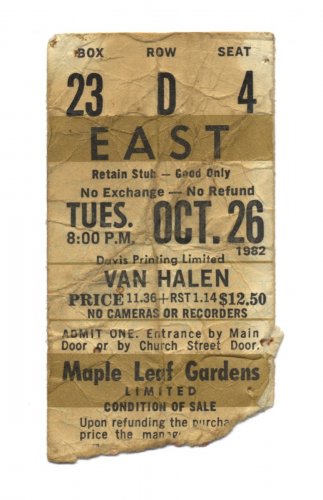 BOX ROW SEAT
23 D 4
EAST
Retain Stub — Good Only
No Exchange — No Refund
TUES. OCT. 26
8:00 P.M. 1982
Davis Printing Limited
VAN HALEN
PRICE 11.36 + RST 1.14 $12.50
NO CAMERAS OR RECORDERS
ADMIT ONE. Entrance by Main
Door or by Church Street Door.
Maple Leaf Gardens
LIMITED
CONDITION OF SALE
Upon refunding the purcha
price the manag